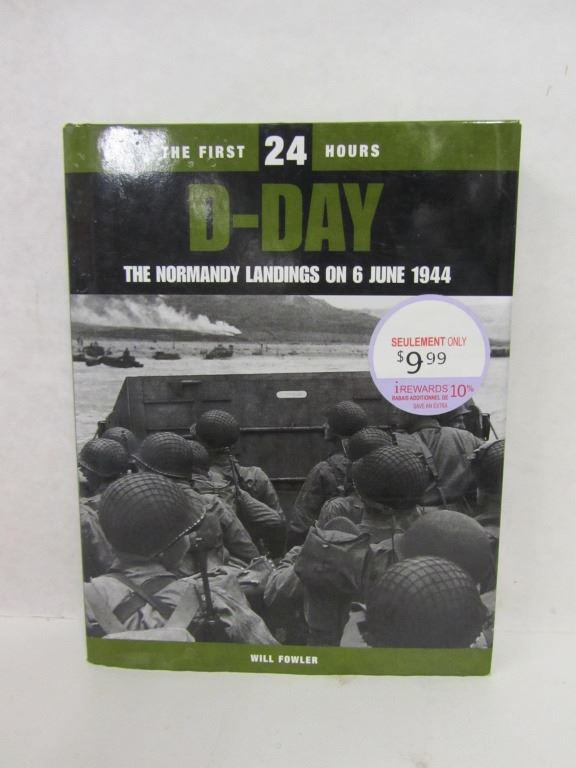 THE FIRST 24 HOURS
D-DAY
THE NORMANDY LANDINGS ON 6 JUNE 1944
SEULEMENT ONLY
$9.99
iREWARDS
RABAIS ADDITIONNEL DE
SAVE AN EXTRA
10%
WILL FOWLER